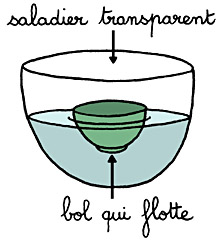 saladier transparent
bol qui flotte